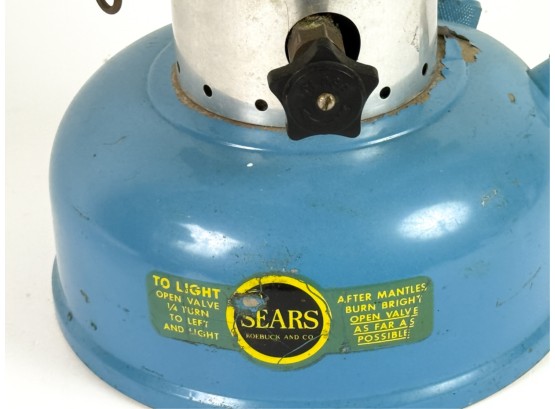 TO LIGHT
OPEN VALVE
1/4 TURN
TO LEFT
AND LIGHT
SEARS
ROEBUCK AND CO.
AFTER MANTLES
BURN BRIGHT
OPEN VALVE
AS FAR AS
POSSIBLE